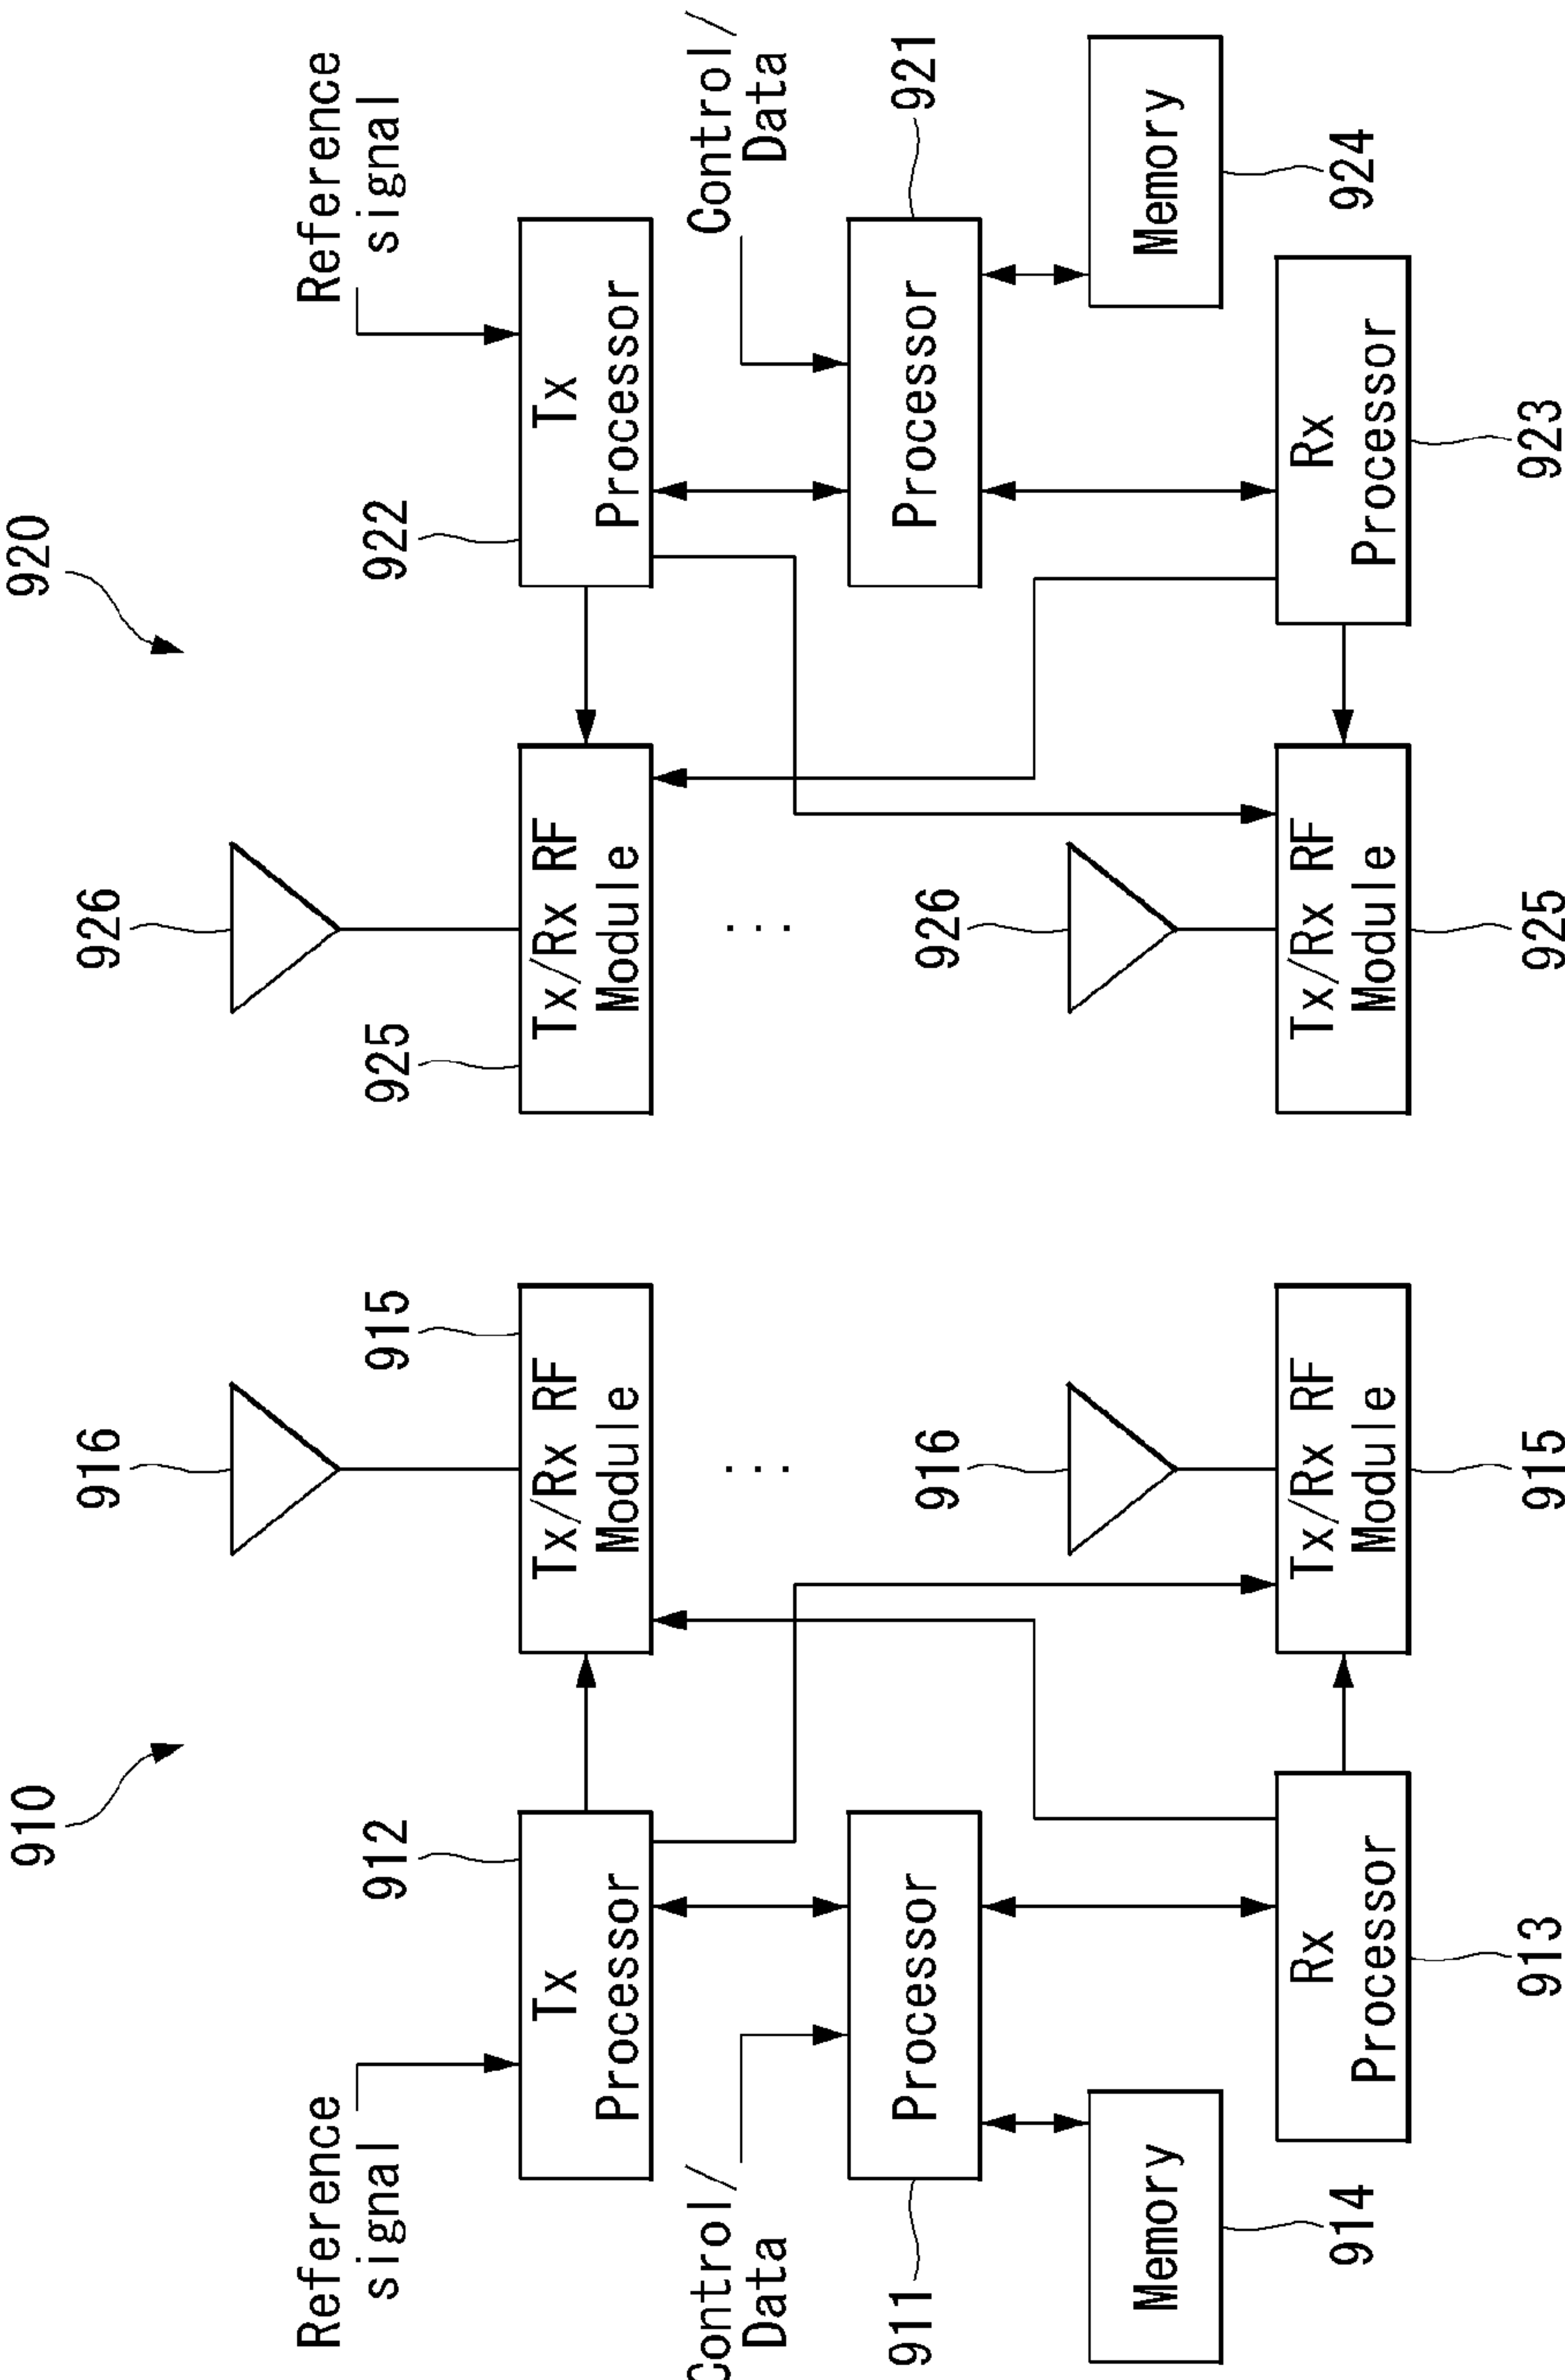 910
920
916
926
Reference
signal
912
915
925
922
Reference
signal
Tx
Processor
Tx/Rx RF
Module
Tx/Rx RF
Module
Tx
Processor
Control/
Data
...
...
Control/
Data
911
916
926
921
Processor
Processor
Memory
Memory
914
924
Rx
Processor
Tx/Rx RF
Module
Tx/Rx RF
Module
Rx
Processor
913
915
925
923